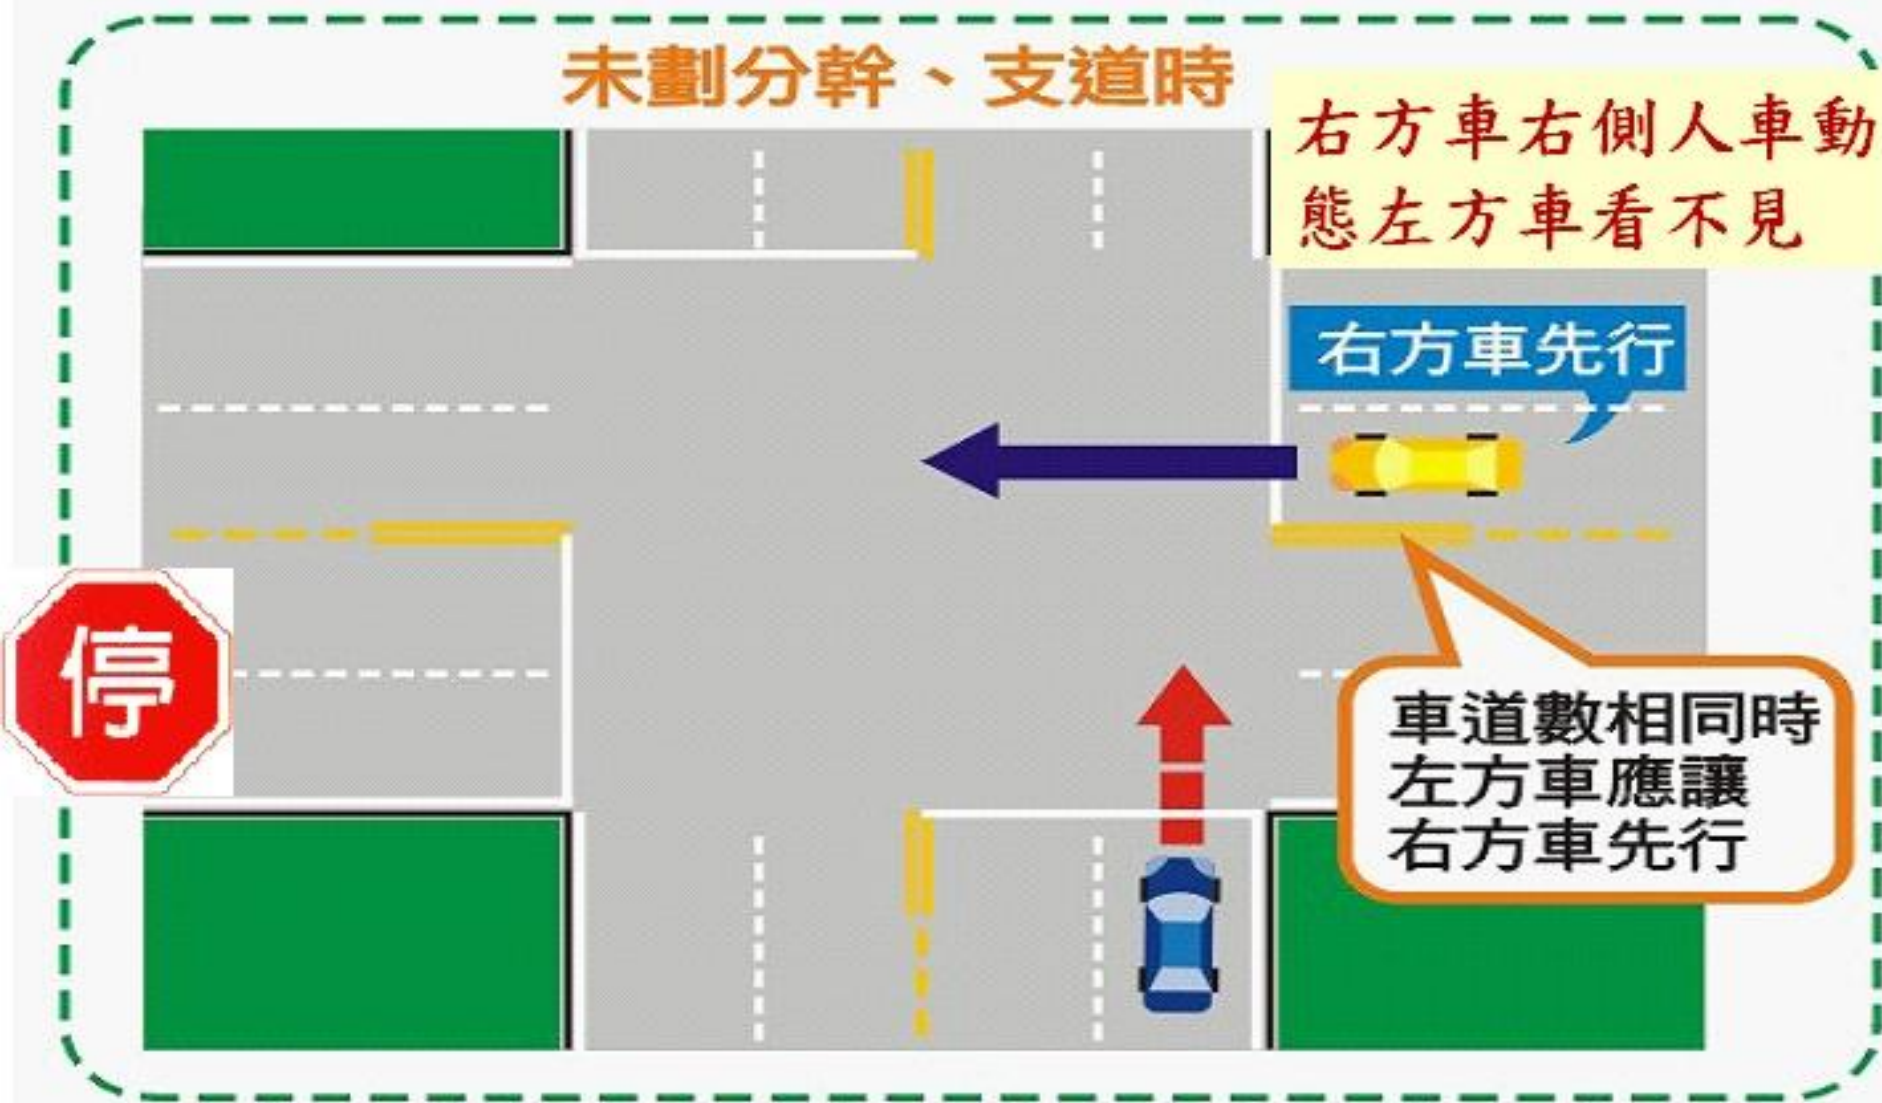 未劃分幹、支道時
右方車右側人車動
態左方車看不見
右方車先行
停
車道數相同時
左方車應讓
右方車先行